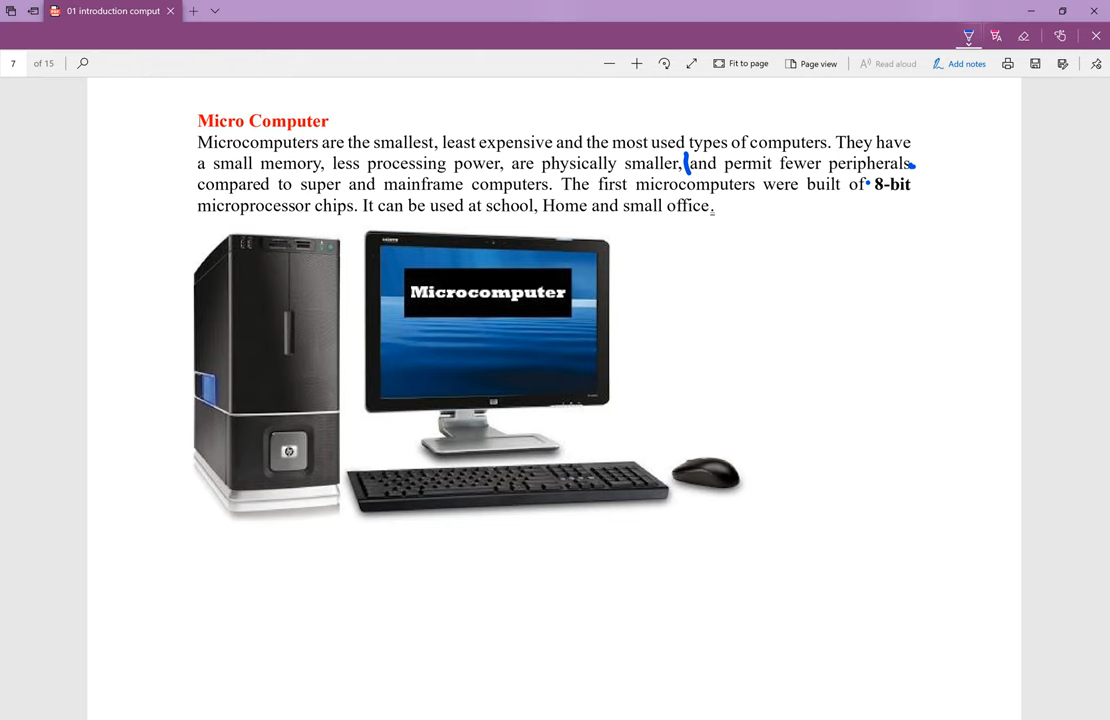 01 introduction comput
7 of 15
Fit to page
Page view
Read aloud
Add notes
Micro Computer
Microcomputers are the smallest, least expensive and the most used types of computers. They have
a small memory, less processing power, are physically smaller, and permit fewer peripherals
compared to super and mainframe computers. The first microcomputers were built of 8-bit
microprocessor chips. It can be used at school, Home and small office.
Microcomputer